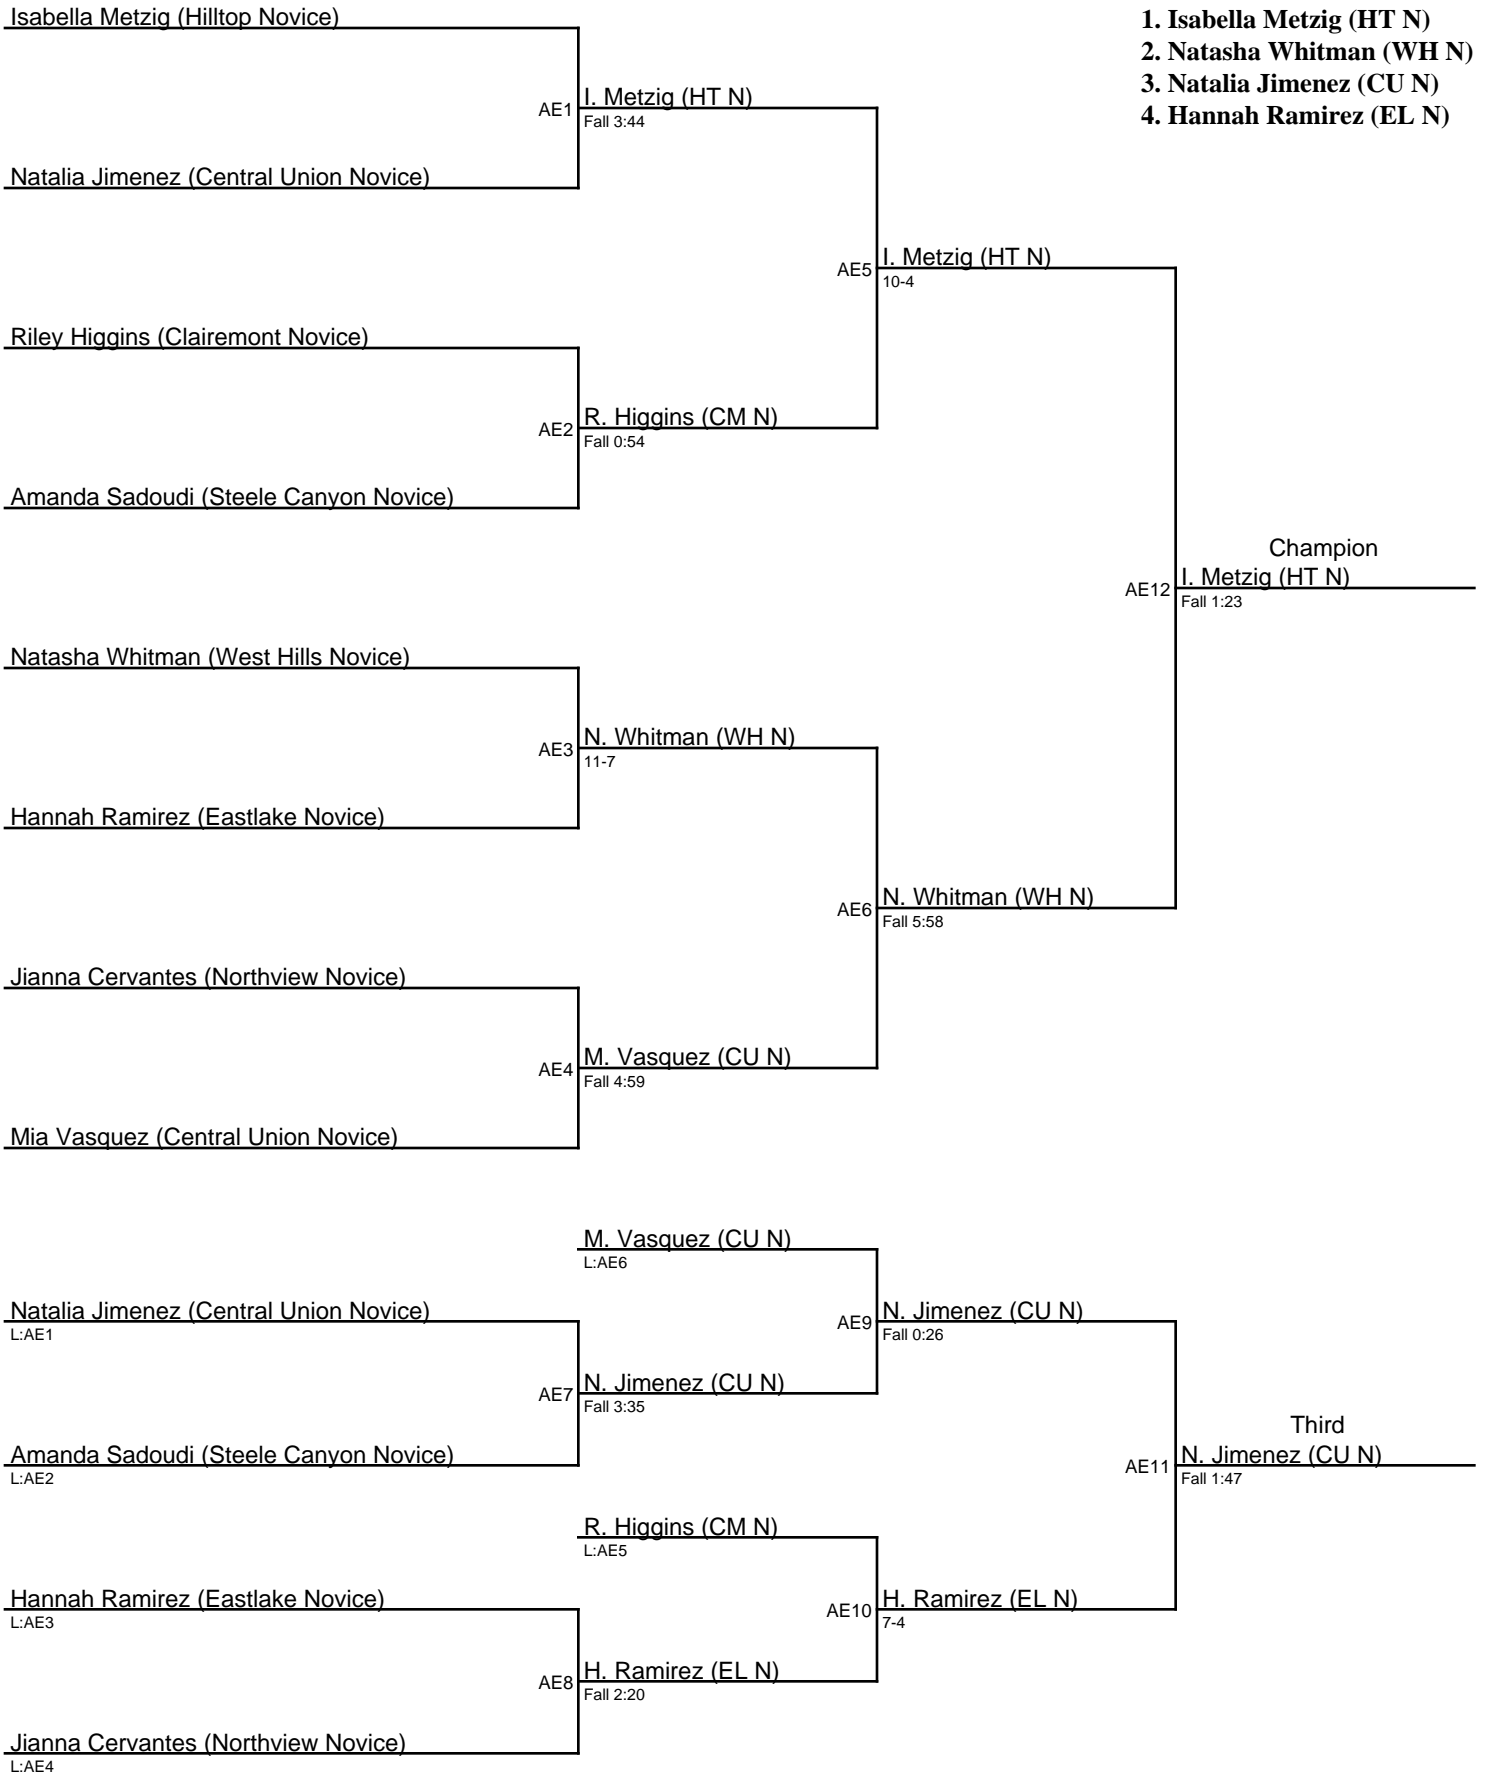 Isabella Metzig (Hilltop Novice)
1. Isabella Metzig (HT N)
2. Natasha Whitman (WH N)
3. Natalia Jimenez (CU N)
4. Hannah Ramirez (EL N)
AE1
I. Metzig (HT N)
Fall 3:44
Natalia Jimenez (Central Union Novice)
AE5
I. Metzig (HT N)
10-4
Riley Higgins (Clairemont Novice)
AE2
R. Higgins (CM N)
Fall 0:54
Amanda Sadoudi (Steele Canyon Novice)
Champion
AE12
I. Metzig (HT N)
Fall 1:23
Natasha Whitman (West Hills Novice)
AE3
N. Whitman (WH N)
11-7
Hannah Ramirez (Eastlake Novice)
AE6
N. Whitman (WH N)
Fall 5:58
Jianna Cervantes (Northview Novice)
AE4
M. Vasquez (CU N)
Fall 4:59
Mia Vasquez (Central Union Novice)
M. Vasquez (CU N)
L:AE6
Natalia Jimenez (Central Union Novice)
L:AE1
AE9
N. Jimenez (CU N)
Fall 0:26
AE7
N. Jimenez (CU N)
Fall 3:35
Amanda Sadoudi (Steele Canyon Novice)
L:AE2
Third
AE11
N. Jimenez (CU N)
Fall 1:47
R. Higgins (CM N)
L:AE5
Hannah Ramirez (Eastlake Novice)
L:AE3
AE10
H. Ramirez (EL N)
7-4
AE8
H. Ramirez (EL N)
Fall 2:20
Jianna Cervantes (Northview Novice)
L:AE4